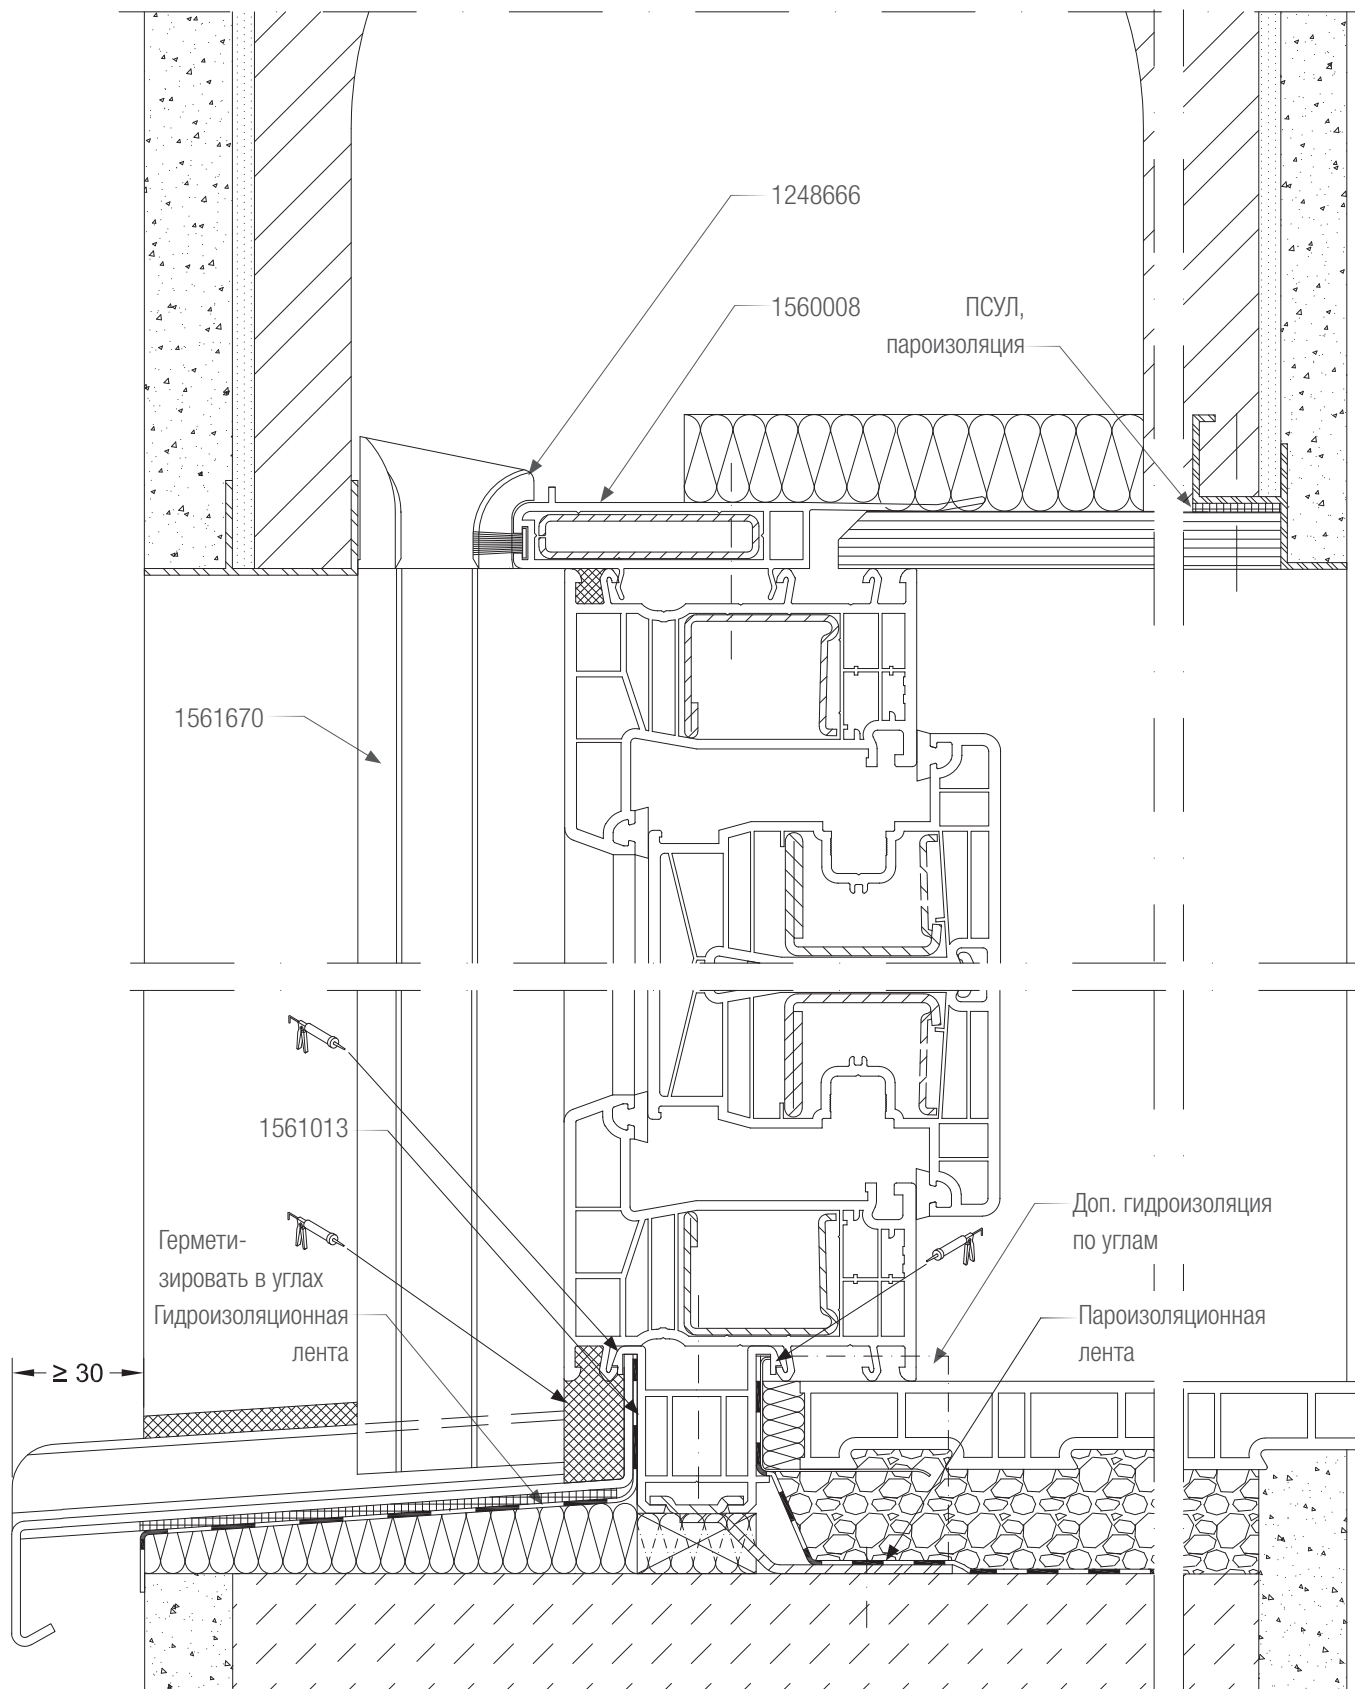 1248666
1560008
ПСУЛ,
пароизоляция
1561670
1561013
Гермети-
зировать в углах
Гидроизоляционная
лента
Доп. гидроизоляция
по углам
Пароизоляционная
лента
≥ 30